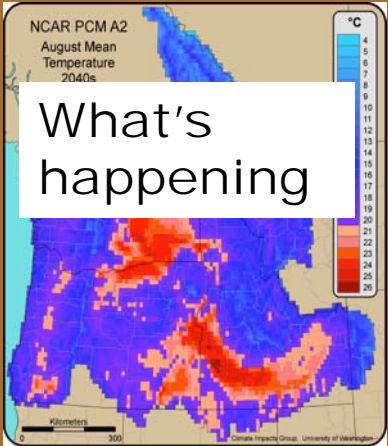 NCAR PCM A2
August Mean
Temperature
2040s
°C
4
5
6
7
8
9
10
11
12
13
14
15
16
17
18
19
20
21
22
23
24
25
26
What's
happening
Kilometers
0 300
Climate Impacts Group, University of Washington